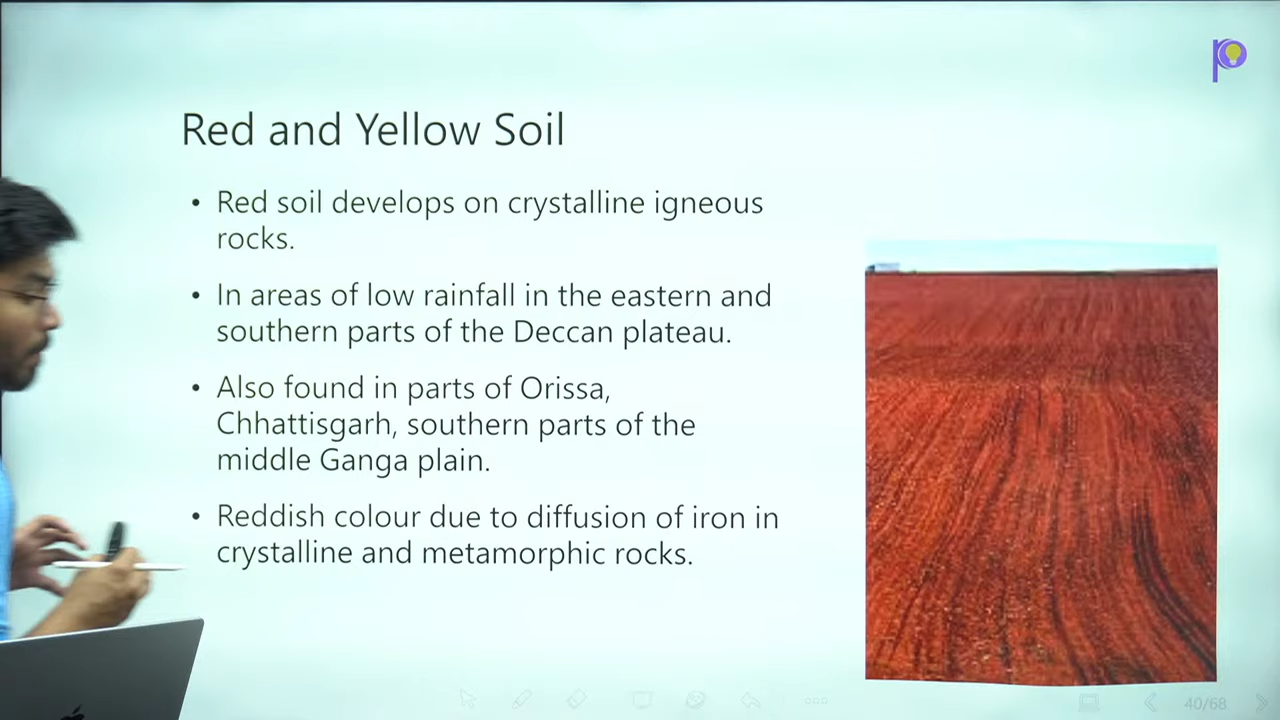 Red and Yellow Soil
• Red soil develops on crystalline igneous
rocks.
• In areas of low rainfall in the eastern and
southern parts of the Deccan plateau.
• Also found in parts of Orissa,
Chhattisgarh, southern parts of the
middle Ganga plain.
• Reddish colour due to diffusion of iron in
crystalline and metamorphic rocks.
40/68